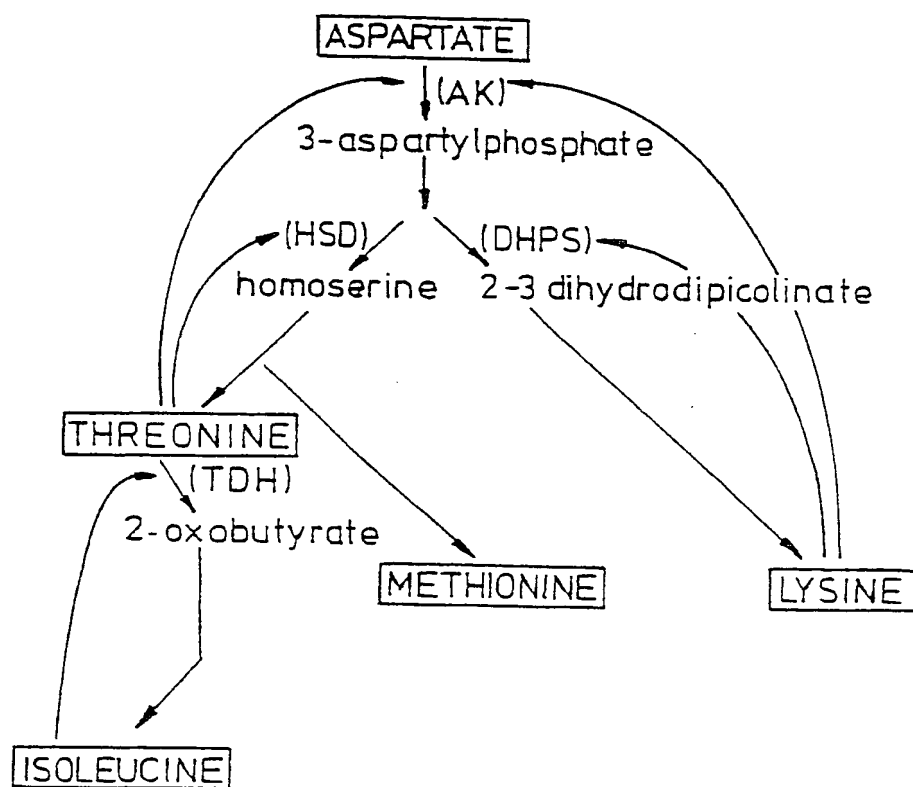 ASPARTATE
(AK)
3-aspartylphosphate
(HSD)
(DHPS)
homoserine
2-3 dihydrodipicolinate
THREONINE
(TDH)
2-oxobutyrate
METHIONINE
LYSINE
ISOLEUCINE